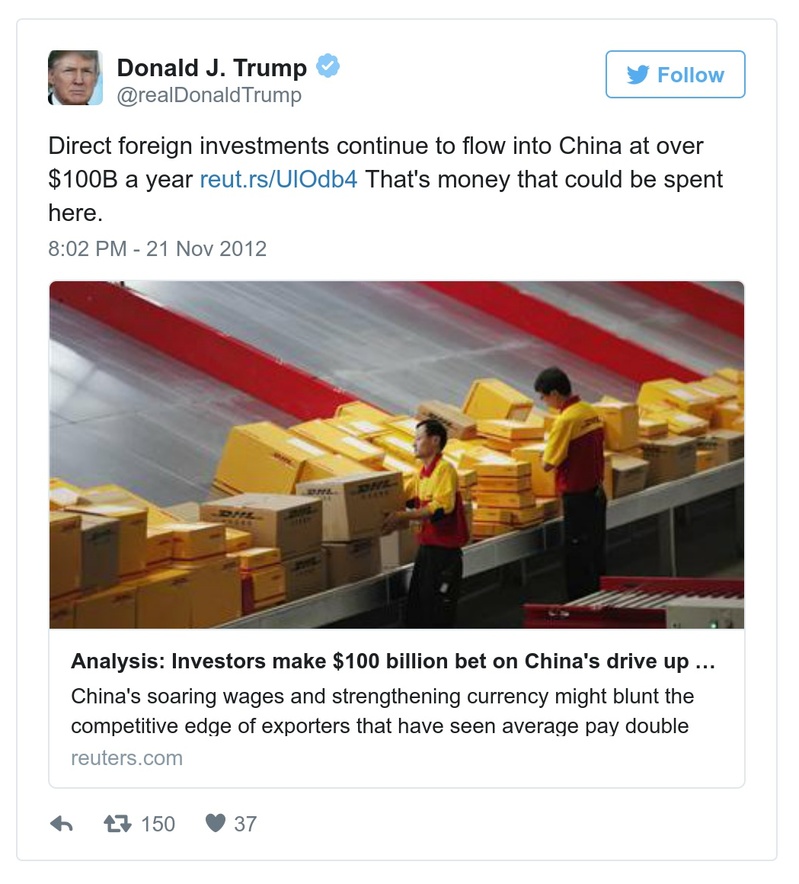 Donald J. Trump
@realDonaldTrump
Follow
Direct foreign investments continue to flow into China at over
$100B a year reut.rs/UlOdb4 That's money that could be spent
here.
8:02 PM - 21 Nov 2012
DHL
DHL
DHL
Analysis: Investors make $100 billion bet on China's drive up ...
China's soaring wages and strengthening currency might blunt the
competitive edge of exporters that have seen average pay double
reuters.com
150
37